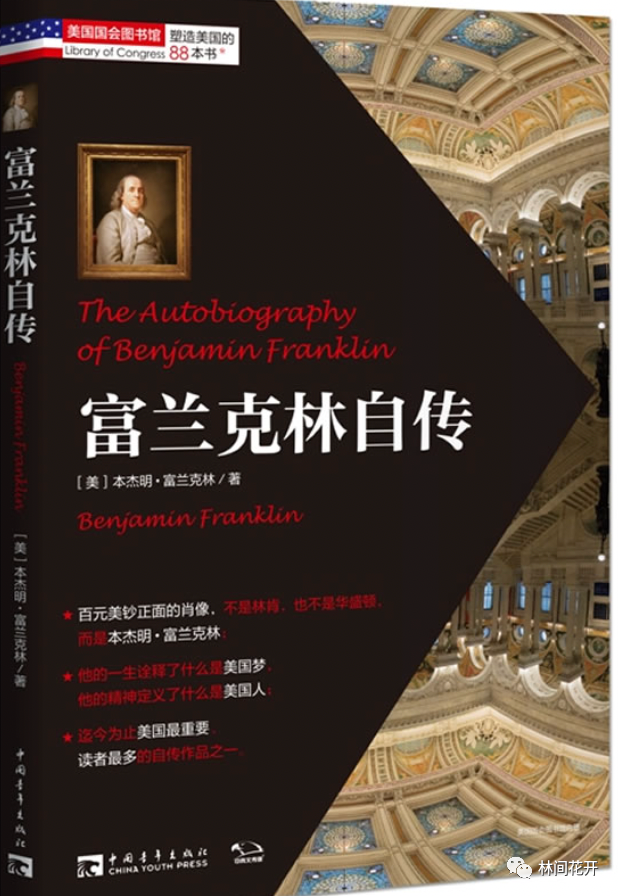 美国国会图书馆
Library of Congress
塑造美国的
88本书*
富兰克林自传
Benjamin Franklin
[美]本杰明·富兰克林/著
中国青年出版社
The Autobiography
of Benjamin Franklin
富兰克林自传
[美]本杰明·富兰克林/著
Benjamin Franklin
★ 百元美钞正面的肖像，不是林肯，也不是华盛顿，
而是本杰明·富兰克林；
★ 他的一生诠释了什么是美国梦，
他的精神定义了什么是美国人；
★ 迄今为止美国最重要、
读者最多的自传作品之一。
中国青年出版社
CHINA YOUTH PRESS
林间花开